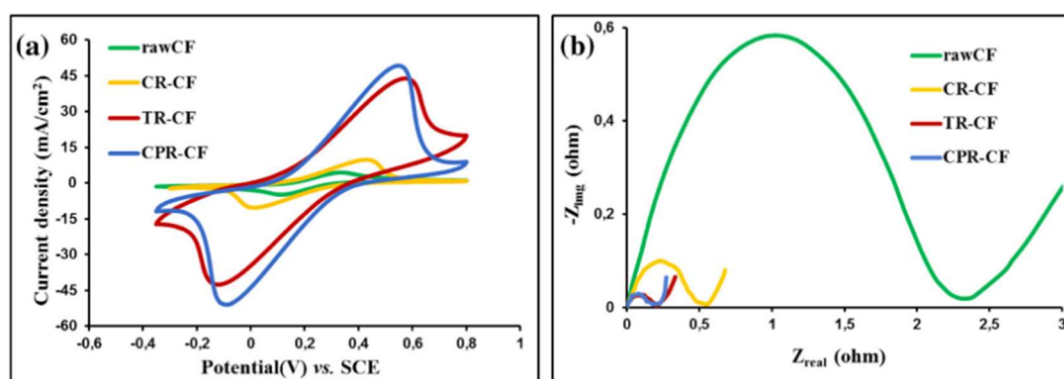 (a)
rawCF
CR-CF
TR-CF
CPR-CF
Current density (mA/cm²)
60
45
30
15
0
-15
-30
-45
-60
-0,6 -0,4 -0,2 0 0,2 0,4 0,6 0,8 1
Potential(V) vs. SCE
(b)
rawCF
CR-CF
TR-CF
CPR-CF
-Zimg (ohm)
0,6
0,4
0,2
0
0 0,5 1 1,5 2 2,5 3
Zreal (ohm)